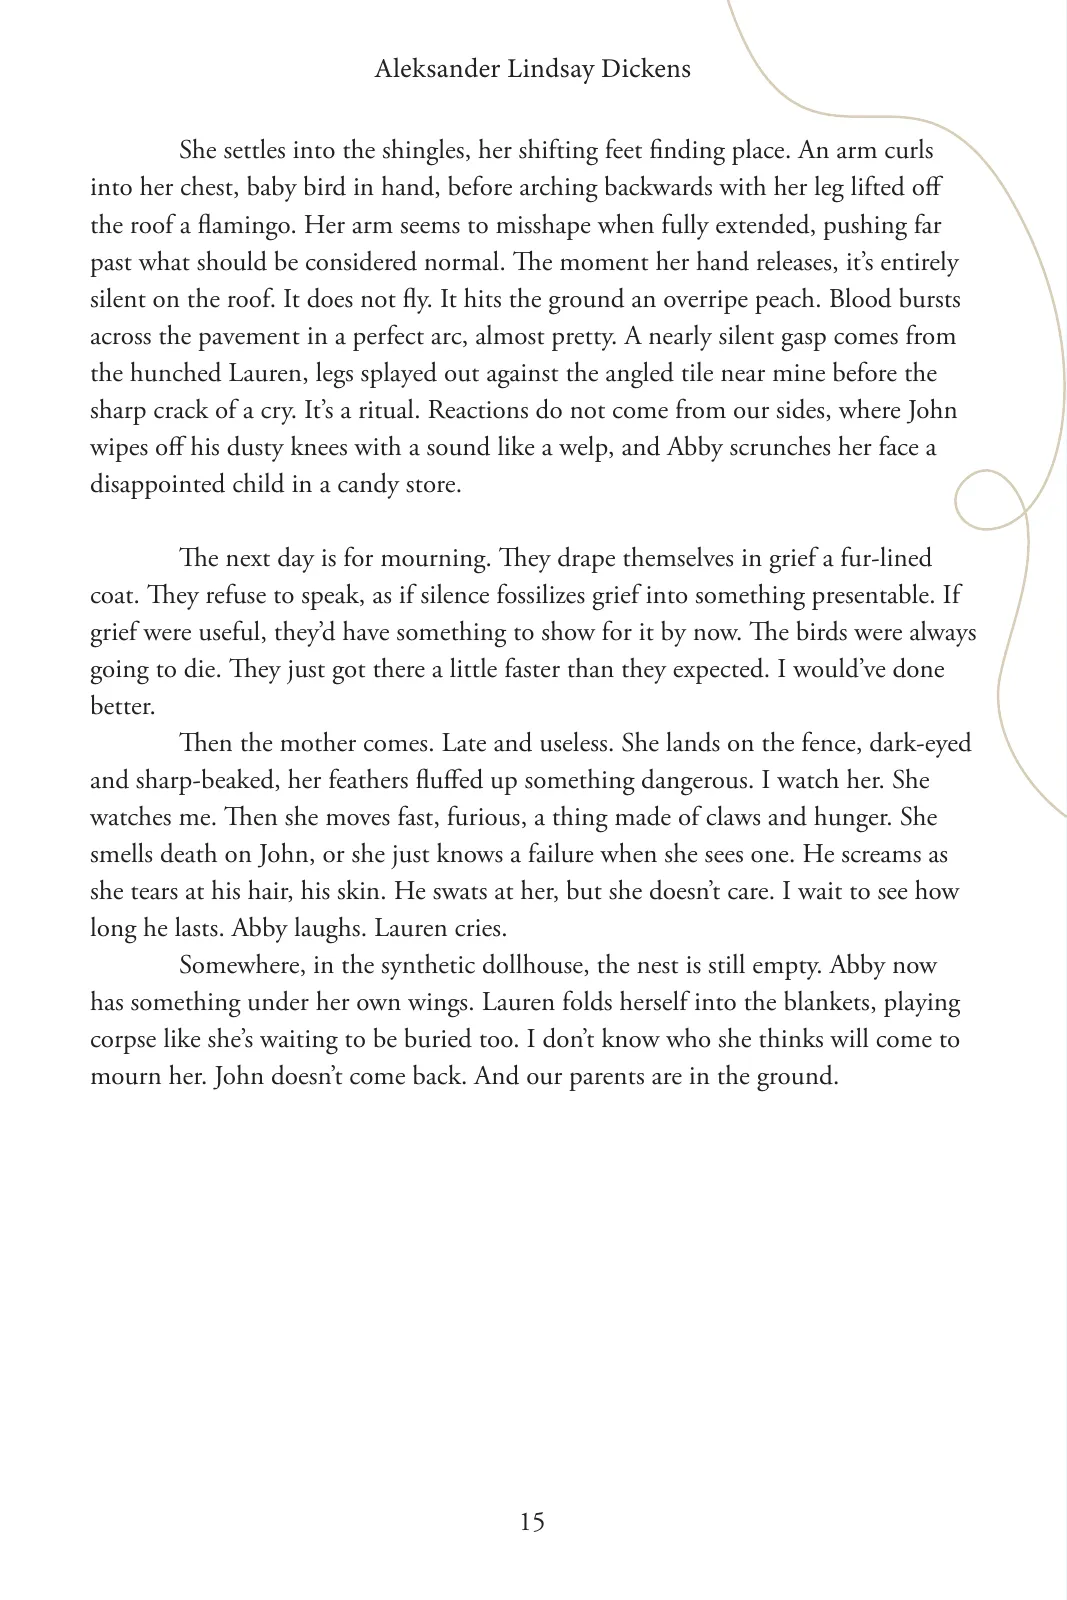 Aleksander Lindsay Dickens
She settles into the shingles, her shifting feet finding place. An arm curls
into her chest, baby bird in hand, before arching backwards with her leg lifted off
the roof a flamingo. Her arm seems to misshape when fully extended, pushing far
past what should be considered normal. The moment her hand releases, it’s entirely
silent on the roof. It does not fly. It hits the ground an overripe peach. Blood bursts
across the pavement in a perfect arc, almost pretty. A nearly silent gasp comes from
the hunched Lauren, legs splayed out against the angled tile near mine before the
sharp crack of a cry. It’s a ritual. Reactions do not come from our sides, where John
wipes off his dusty knees with a sound like a welp, and Abby scrunches her face a
disappointed child in a candy store.
The next day is for mourning. They drape themselves in grief a fur-lined
coat. They refuse to speak, as if silence fossilizes grief into something presentable. If
grief were useful, they’d have something to show for it by now. The birds were always
going to die. They just got there a little faster than they expected. I would’ve done
better.
Then the mother comes. Late and useless. She lands on the fence, dark-eyed
and sharp-beaked, her feathers fluffed up something dangerous. I watch her. She
watches me. Then she moves fast, furious, a thing made of claws and hunger. She
smells death on John, or she just knows a failure when she sees one. He screams as
she tears at his hair, his skin. He swats at her, but she doesn’t care. I wait to see how
long he lasts. Abby laughs. Lauren cries.
Somewhere, in the synthetic dollhouse, the nest is still empty. Abby now
has something under her own wings. Lauren folds herself into the blankets, playing
corpse like she’s waiting to be buried too. I don’t know who she thinks will come to
mourn her. John doesn’t come back. And our parents are in the ground.
15